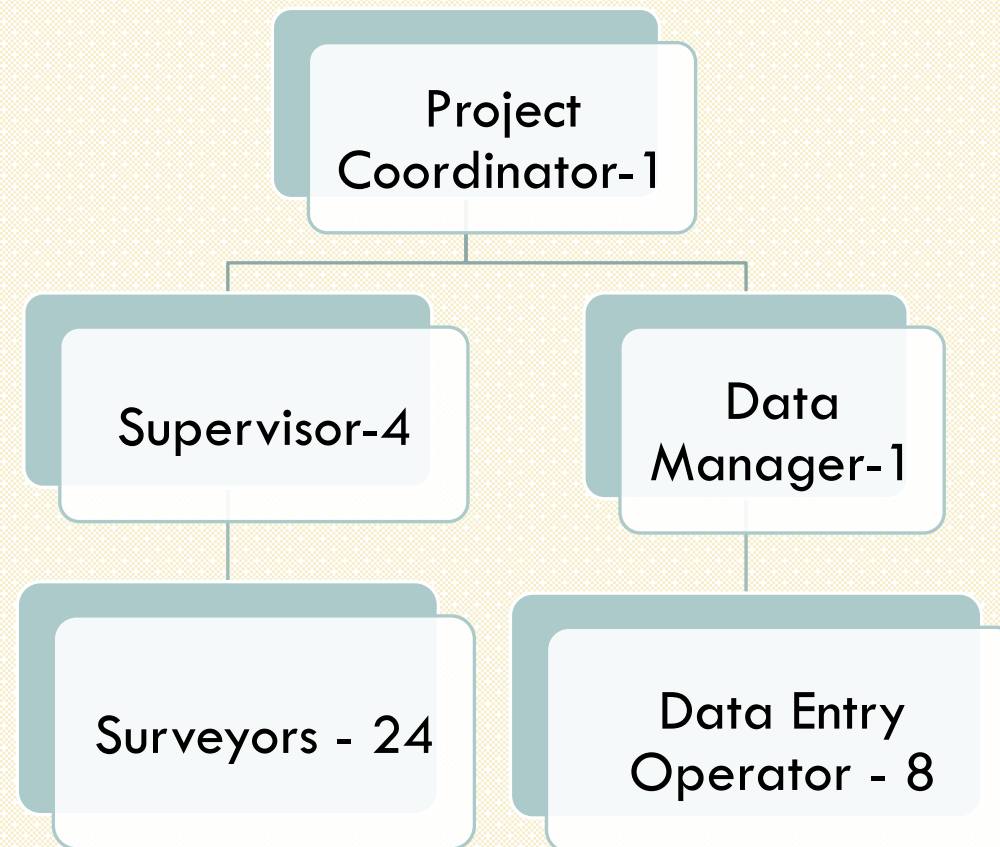 Project
Coordinator-1
Supervisor-4
Data
Manager-1
Surveyors - 24
Data Entry
Operator - 8